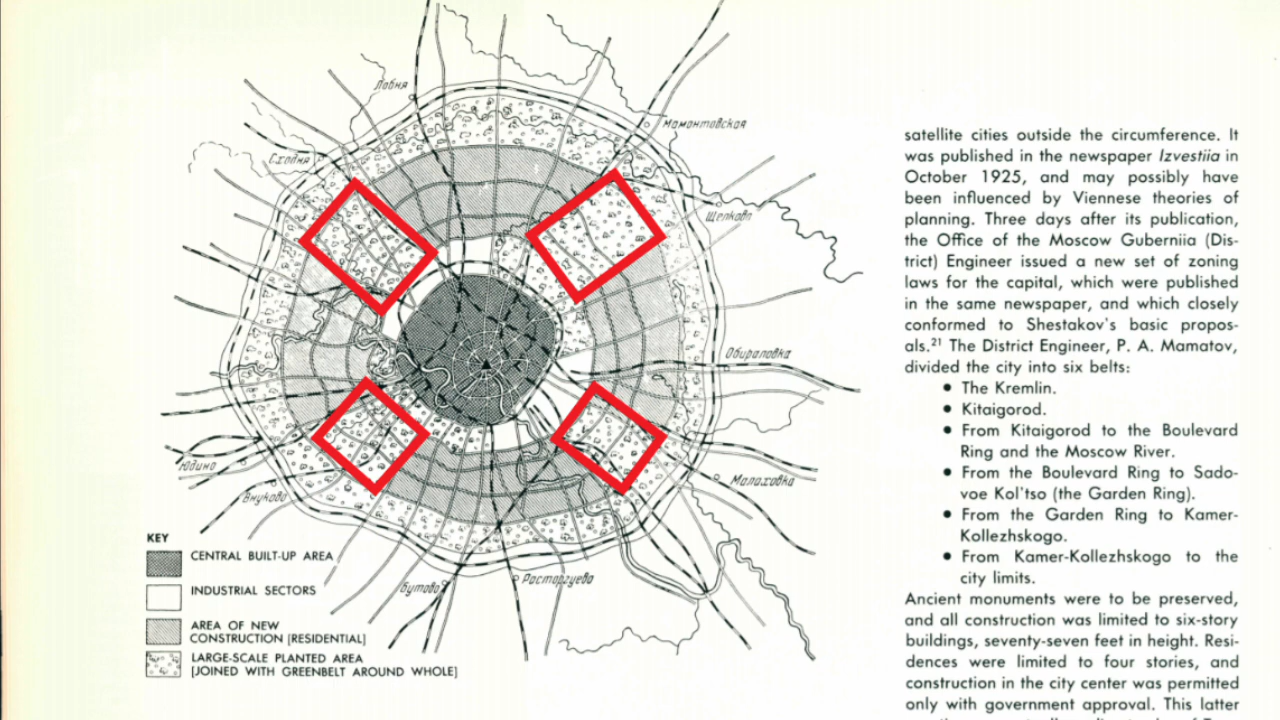 Лобня
Мамонтовская
Сходня
Щелково
Обираловка
Юдино
Внуково
Малаховка
Бутово
Расторгуево
KEY
CENTRAL BUILT-UP AREA
INDUSTRIAL SECTORS
AREA OF NEW
CONSTRUCTION [RESIDENTIAL]
LARGE-SCALE PLANTED AREA
[JOINED WITH GREENBELT AROUND WHOLE]
satellite cities outside the circumference. It
was published in the newspaper Izvestiia in
October 1925, and may possibly have
been influenced by Viennese theories of
planning. Three days after its publication,
the Office of the Moscow Guberniia (Dis-
trict) Engineer issued a new set of zoning
laws for the capital, which were published
in the same newspaper, and which closely
conformed to Shestakov's basic propos-
als.²¹ The District Engineer, P. A. Mamatov,
divided the city into six belts:
• The Kremlin.
• Kitaigorod.
• From Kitaigorod to the Boulevard
Ring and the Moscow River.
• From the Boulevard Ring to Sado-
voe Kol'tso (the Garden Ring).
• From the Garden Ring to Kamer-
Kollezhskogo.
• From Kamer-Kollezhskogo to the
city limits.
Ancient monuments were to be preserved,
and all construction was limited to six-story
buildings, seventy-seven feet in height. Resi-
dences were limited to four stories, and
construction in the city center was permitted
only with government approval. This latter